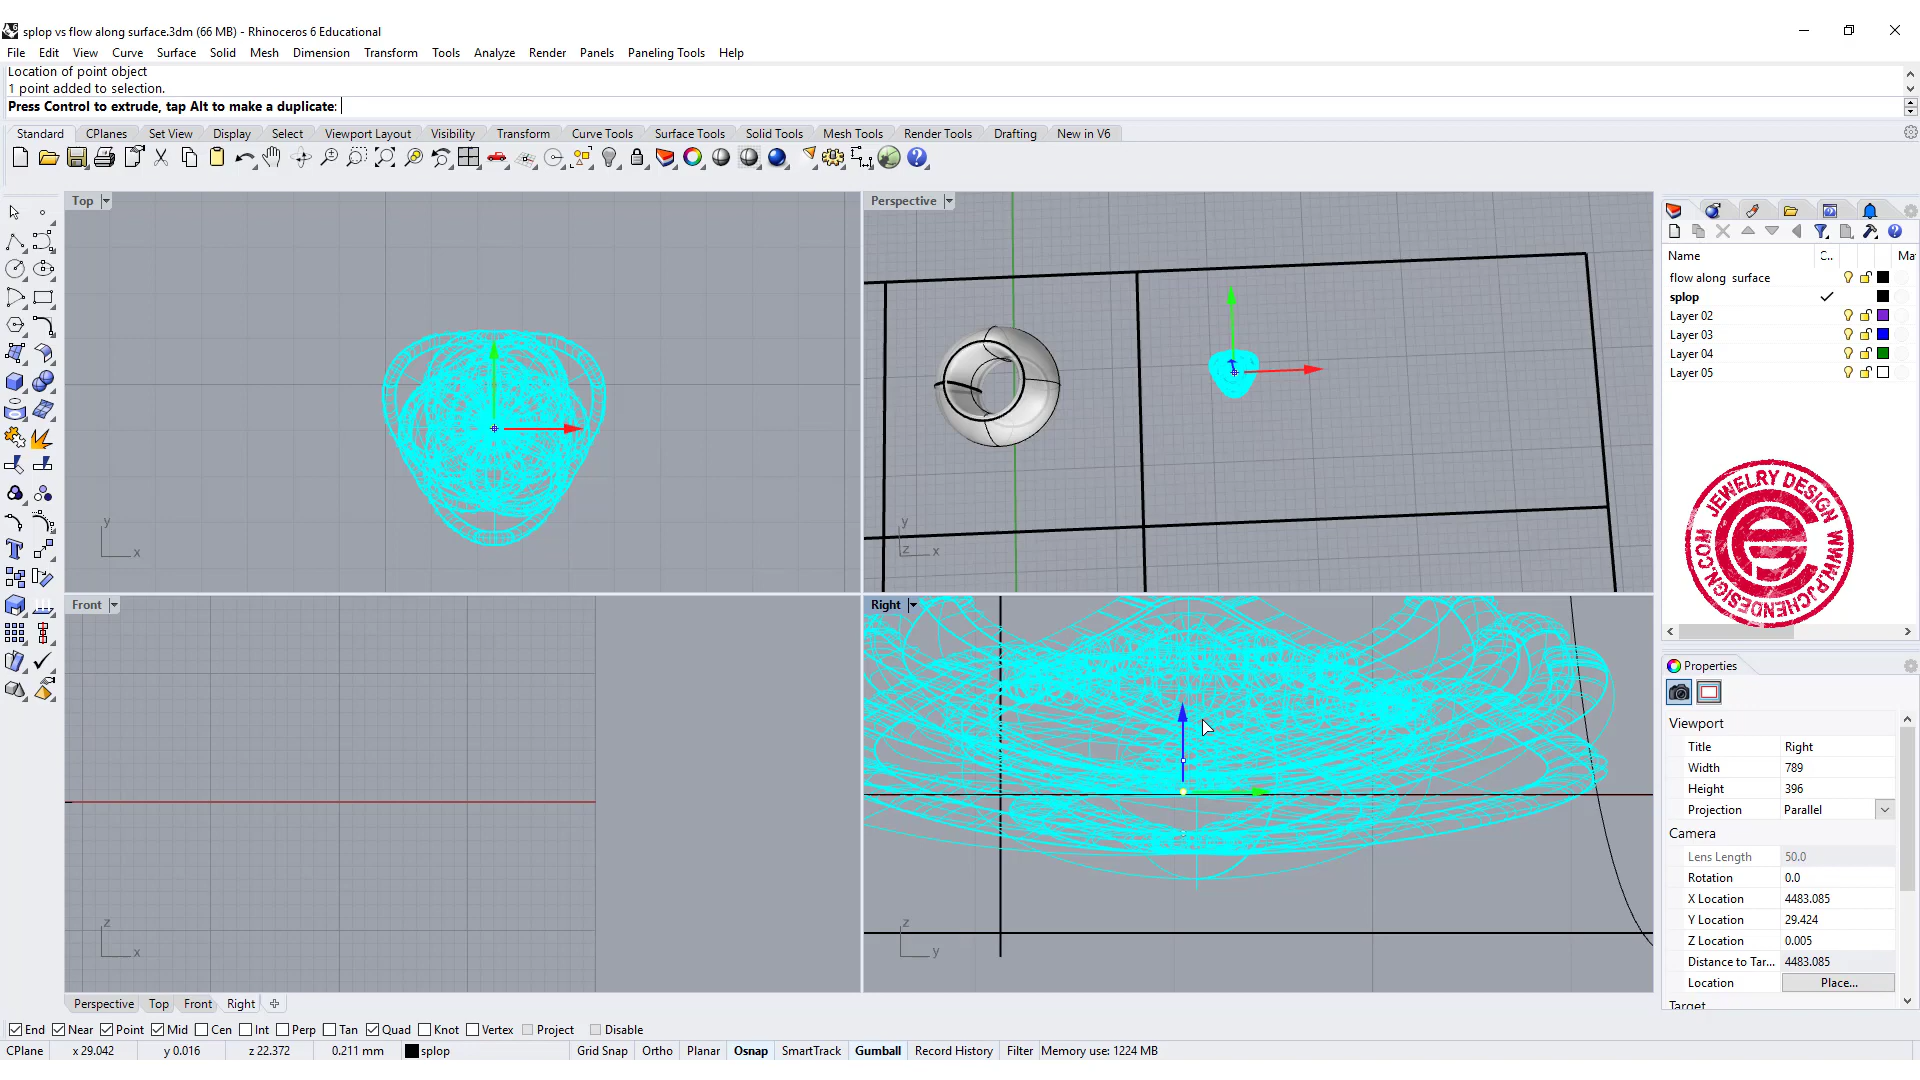 splop vs flow along surface.3dm (66 MB) - Rhinoceros 6 Educational
File Edit View Curve Surface Solid Mesh Dimension Transform Tools Analyze Render Panels Paneling Tools Help
Location of point object
1 point added to selection.
Press Control to extrude, tap Alt to make a duplicate:
Standard CPlanes Set View Display Select Viewport Layout Visibility Transform Curve Tools Surface Tools Solid Tools Mesh Tools Render Tools Drafting New in V6
Top
Perspective
Front
Right
y
x
y
z x
z
x
z
y
Name C.. Ma
flow along surface
splop
Layer 02
Layer 03
Layer 04
Layer 05
JEWELRY DESIGN
WWW.PJCHENDESIGN.COM
Properties
Viewport
Title Right
Width 789
Height 396
Projection Parallel
Camera
Lens Length 50.0
Rotation 0.0
X Location 4483.085
Y Location 29.424
Z Location 0.005
Distance to Tar... 4483.085
Location Place...
Target
Perspective Top Front Right
End Near Point Mid Cen Int Perp Tan Quad Knot Vertex Project Disable
CPlane x 29.042 y 0.016 z 22.372 0.211 mm splop Grid Snap Ortho Planar Osnap SmartTrack Gumball Record History Filter Memory use: 1224 MB